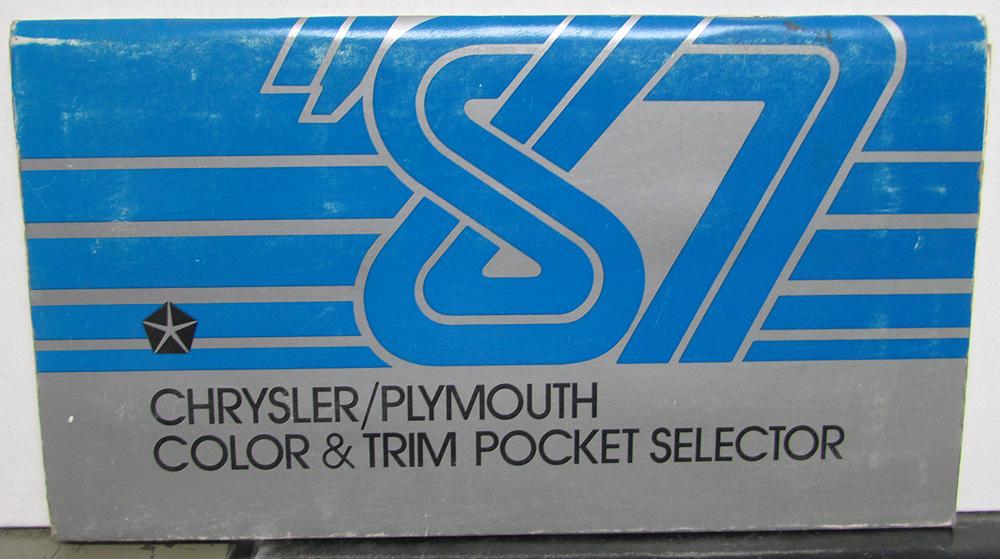 '87
CHRYSLER/PLYMOUTH
COLOR & TRIM POCKET SELECTOR